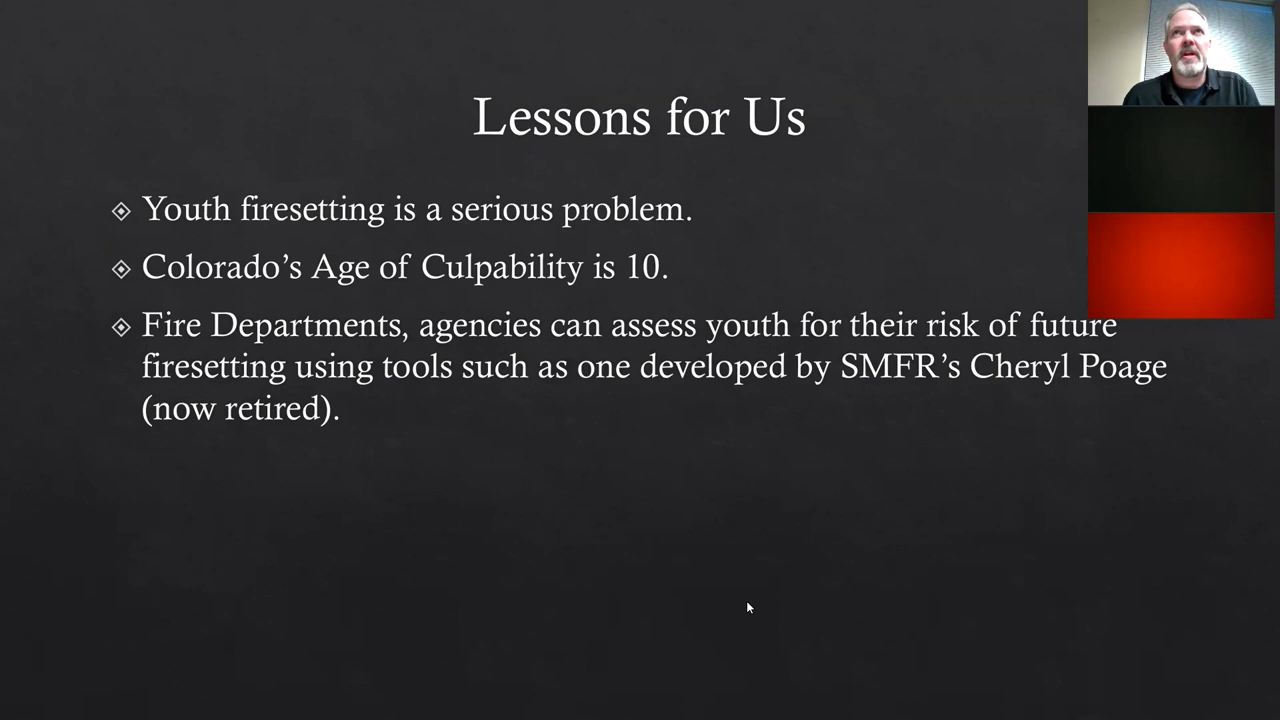 Lessons for Us
Youth firesetting is a serious problem.
Colorado’s Age of Culpability is 10.
Fire Departments, agencies can assess youth for their risk of future
firesetting using tools such as one developed by SMFR’s Cheryl Poage
(now retired).